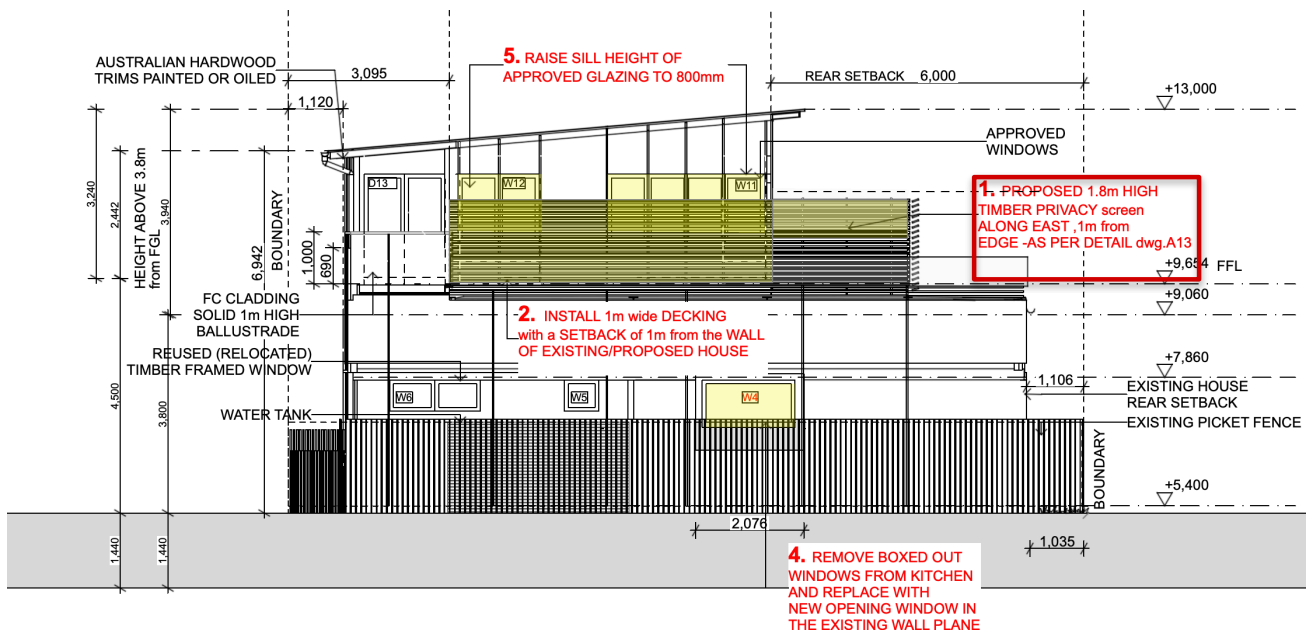 AUSTRALIAN HARDWOOD
TRIMS PAINTED OR OILED
3,095
1,120
5. RAISE SILL HEIGHT OF
APPROVED GLAZING TO 800mm
REAR SETBACK 6,000
+13,000
APPROVED
WINDOWS
3,240
2,442
HEIGHT ABOVE 3.8m
from FGL
3,940
6,942
BOUNDARY
D13
W12
W11
1. PROPOSED 1.8m HIGH
TIMBER PRIVACY screen
ALONG EAST ,1m from
EDGE -AS PER DETAIL dwg.A13
1,000
690
+9,654 FFL
+9,060
FC CLADDING
SOLID 1m HIGH
BALLUSTRADE
2. INSTALL 1m wide DECKING
with a SETBACK of 1m from the WALL
OF EXISTING/PROPOSED HOUSE
REUSED (RELOCATED)
TIMBER FRAMED WINDOW
+7,860
1,106
4,500
3,800
W6
W5
W4
EXISTING HOUSE
REAR SETBACK
WATER TANK
EXISTING PICKET FENCE
BOUNDARY
+5,400
2,076
1,035
1,440
1,440
4. REMOVE BOXED OUT
WINDOWS FROM KITCHEN
AND REPLACE WITH
NEW OPENING WINDOW IN
THE EXISTING WALL PLANE